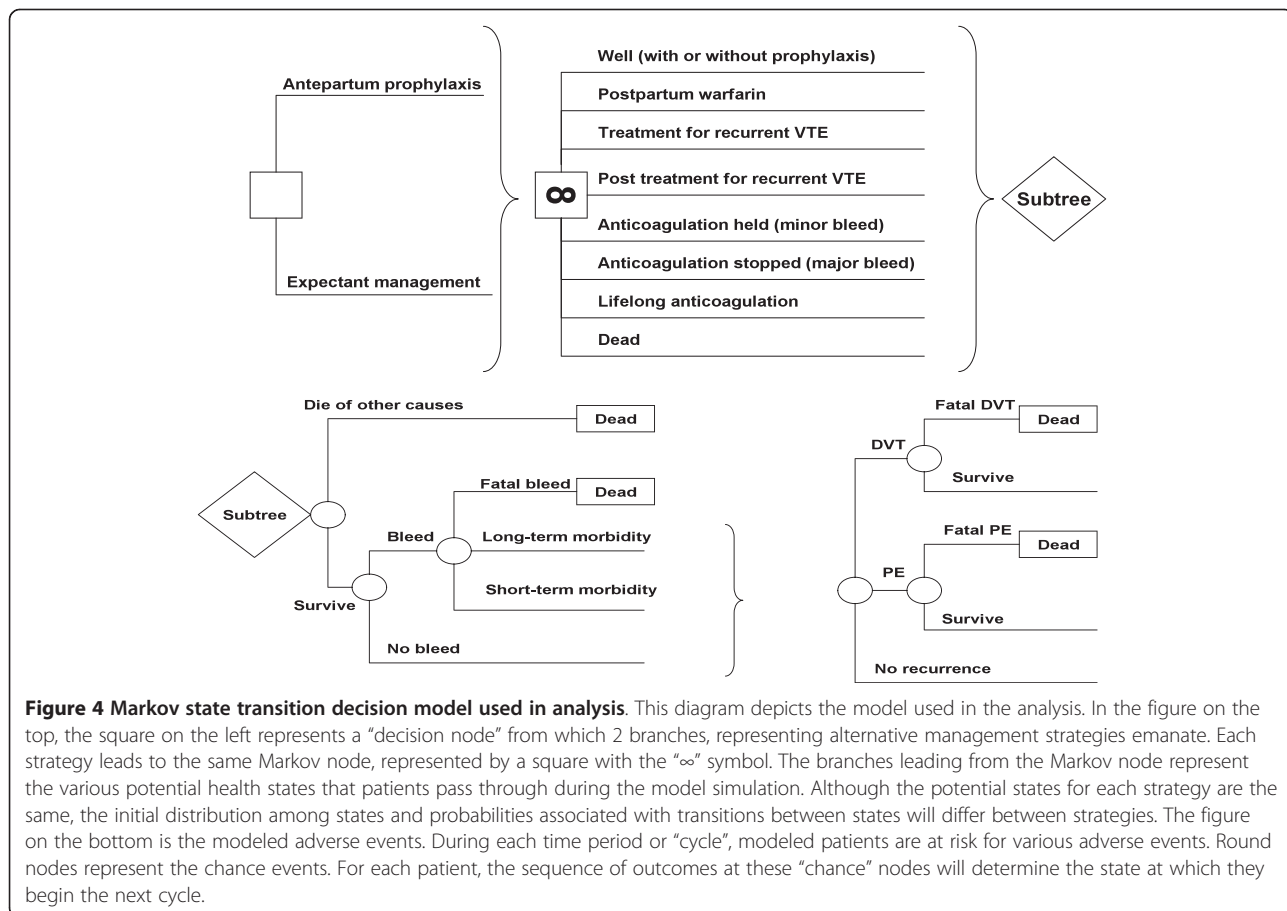 Antepartum prophylaxis
Expectant management
∞
Well (with or without prophylaxis)
Postpartum warfarin
Treatment for recurrent VTE
Post treatment for recurrent VTE
Anticoagulation held (minor bleed)
Anticoagulation stopped (major bleed)
Lifelong anticoagulation
Dead
Subtree
Die of other causes
Dead
Subtree
Fatal bleed
Dead
Bleed
Long-term morbidity
Short-term morbidity
Survive
No bleed
Fatal DVT
Dead
DVT
Survive
Fatal PE
Dead
PE
Survive
No recurrence
Figure 4 Markov state transition decision model used in analysis. This diagram depicts the model used in the analysis. In the figure on the
top, the square on the left represents a “decision node” from which 2 branches, representing alternative management strategies emanate. Each
strategy leads to the same Markov node, represented by a square with the “∞” symbol. The branches leading from the Markov node represent
the various potential health states that patients pass through during the model simulation. Although the potential states for each strategy are the
same, the initial distribution among states and probabilities associated with transitions between states will differ between strategies. The figure
on the bottom is the modeled adverse events. During each time period or “cycle”, modeled patients are at risk for various adverse events. Round
nodes represent the chance events. For each patient, the sequence of outcomes at these “chance” nodes will determine the state at which they
begin the next cycle.